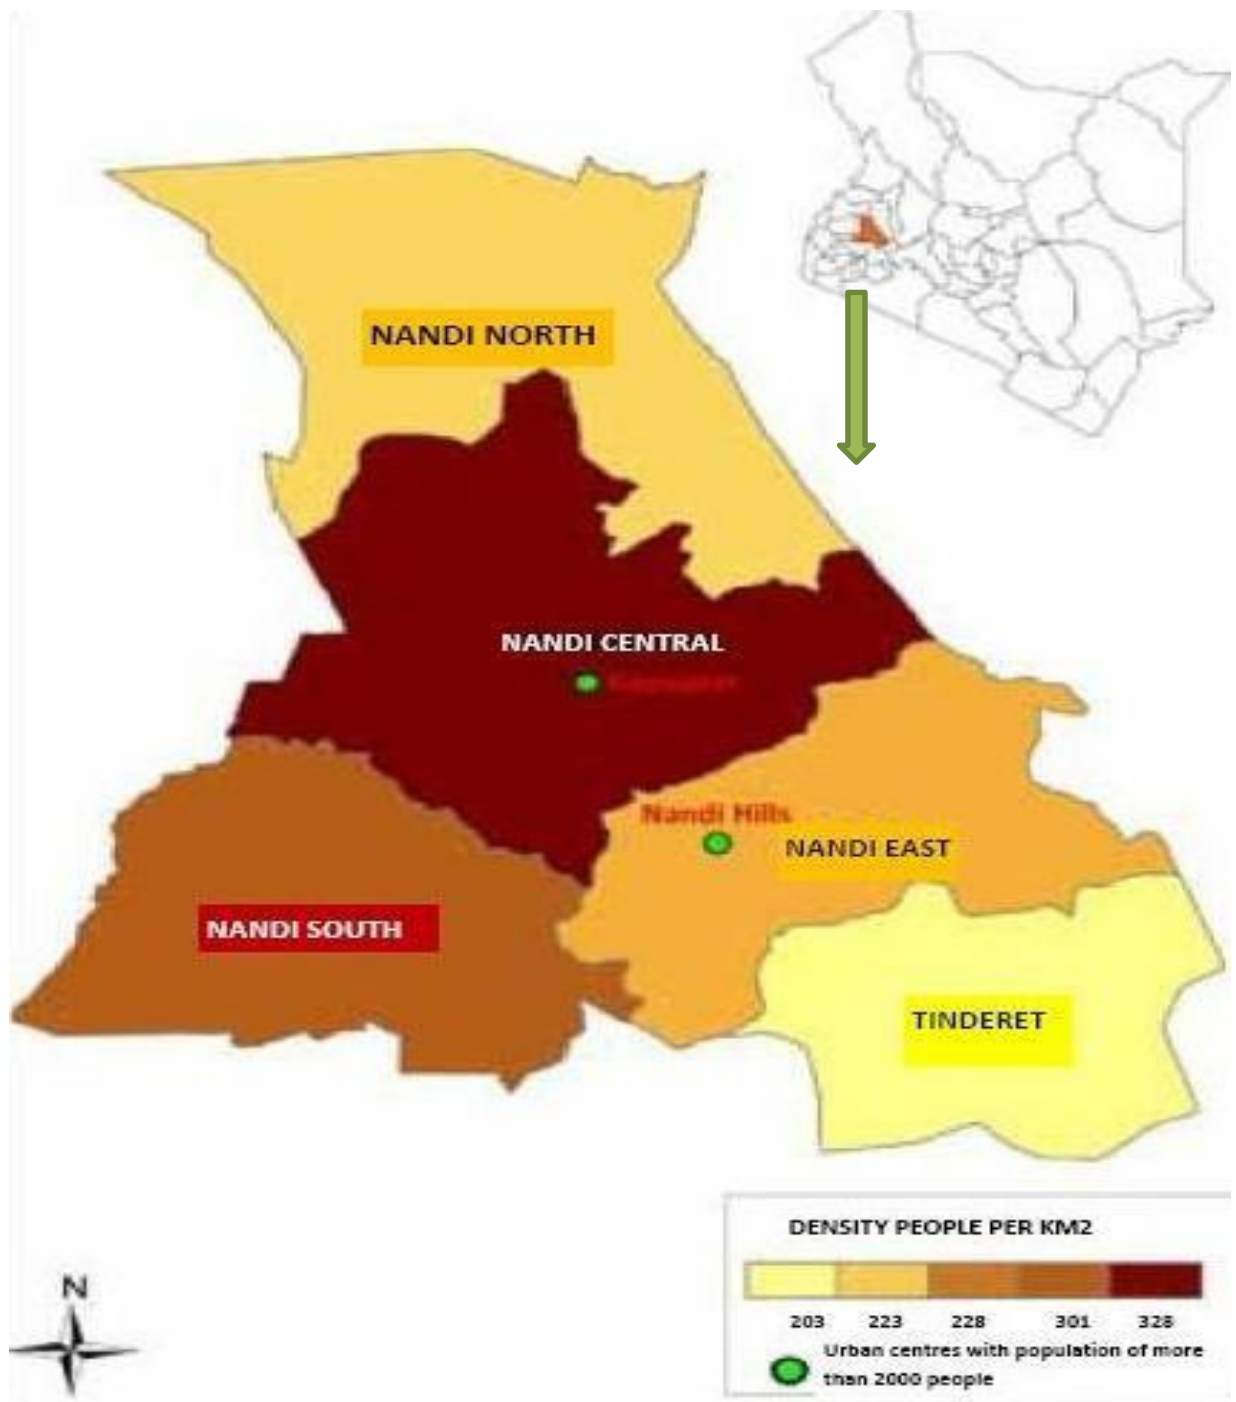 NANDI NORTH
NANDI CENTRAL
Nandi Hills
NANDI EAST
NANDI SOUTH
TINDERET
DENSITY PEOPLE PER KM2
203 223 228 301 328
Urban centres with population of more
than 2000 people
N